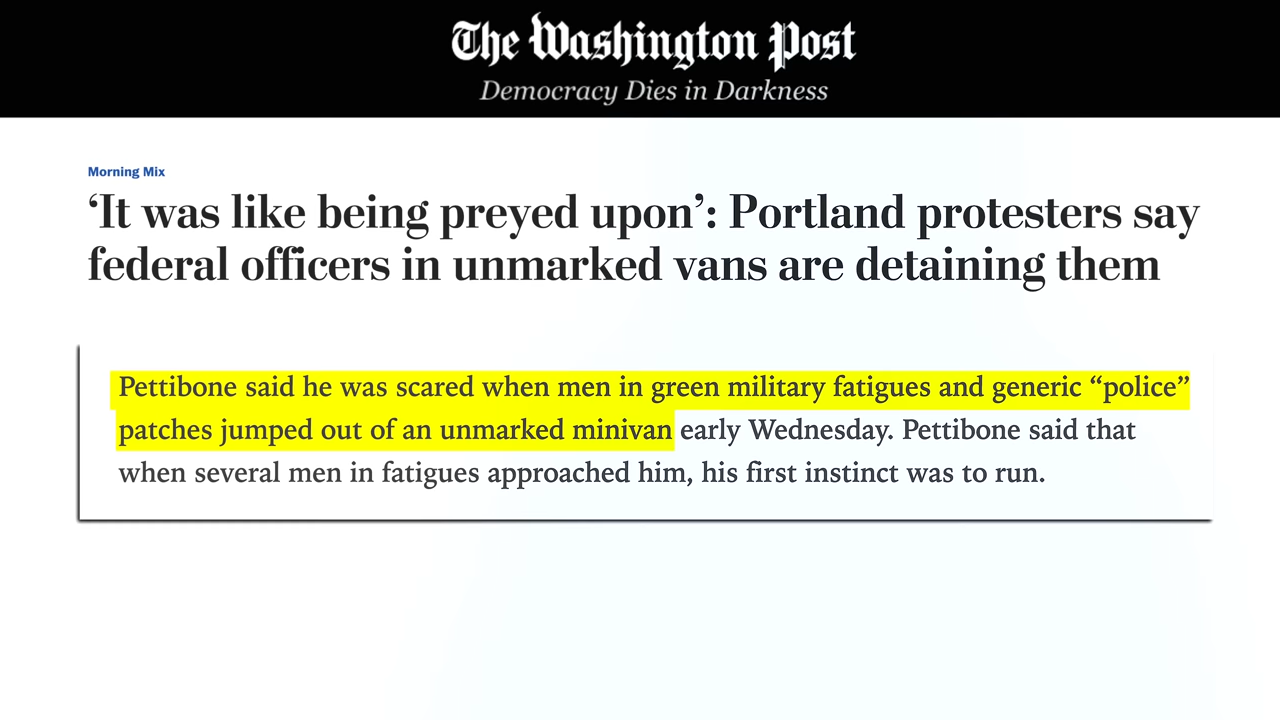 The Washington Post
Democracy Dies in Darkness
Morning Mix
‘It was like being preyed upon’: Portland protesters say
federal officers in unmarked vans are detaining them
Pettibone said he was scared when men in green military fatigues and generic “police”
patches jumped out of an unmarked minivan early Wednesday. Pettibone said that
when several men in fatigues approached him, his first instinct was to run.